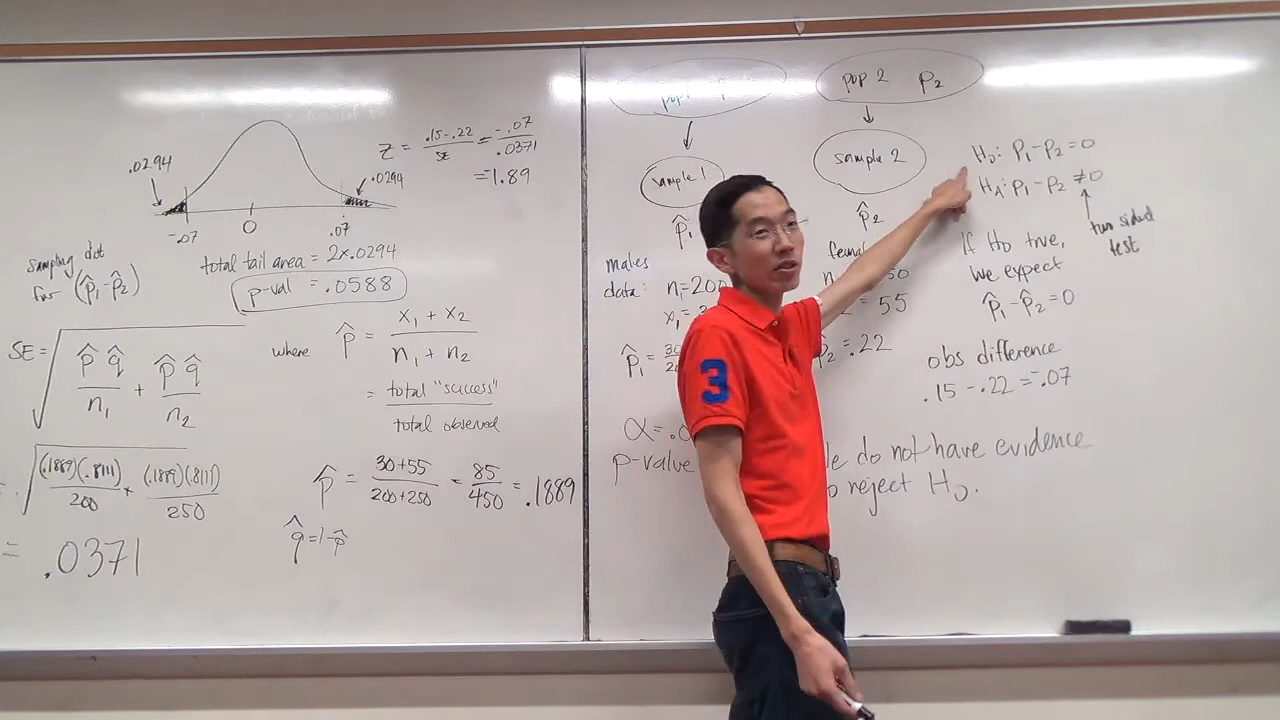 .0294
.0294
-.07
0
.07
Z = .15-.22 / SE = -.07 / .0371
= -1.89
sampling dist
for (p̂₁-p̂₂)
total tail area = 2x.0294
p-val = .0588
SE = √ p̂ q̂ / n₁ + p̂ q̂ / n₂
where p̂ = x₁ + x₂ / n₁ + n₂
= total "success" / total observed
= √ (.1889)(.8111) / 200 + (.1889)(.8111) / 250
p̂ = 30+55 / 200+250 = 85 / 450 = .1889
q̂ = 1-p̂
= .0371
pop 2 p₂
sample 1
sample 2
p̂₁
p̂₂
males
data: n₁=200
x₁=
p̂₁ =
55
p̂₂ = .22
α=.0
p-value
do not have evidence
reject H₀.
H₀: p₁-p₂=0
H_A: p₁-p₂≠0
two sided
test
If H₀ true,
we expect
p̂₁-p̂₂=0
obs difference
.15-.22=-.07
3